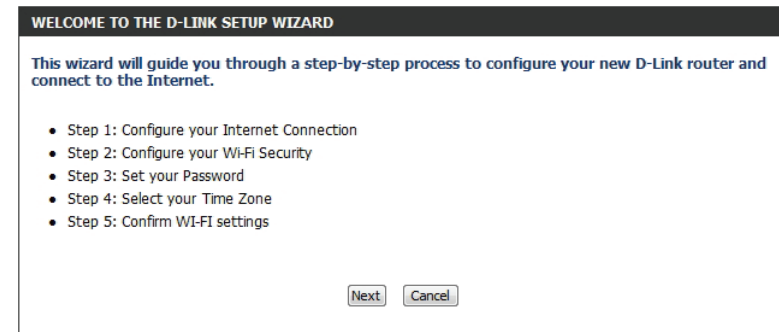 WELCOME TO THE D-LINK SETUP WIZARD
This wizard will guide you through a step-by-step process to configure your new D-Link router and
connect to the Internet.
• Step 1: Configure your Internet Connection
• Step 2: Configure your Wi-Fi Security
• Step 3: Set your Password
• Step 4: Select your Time Zone
• Step 5: Confirm WI-FI settings
Next Cancel